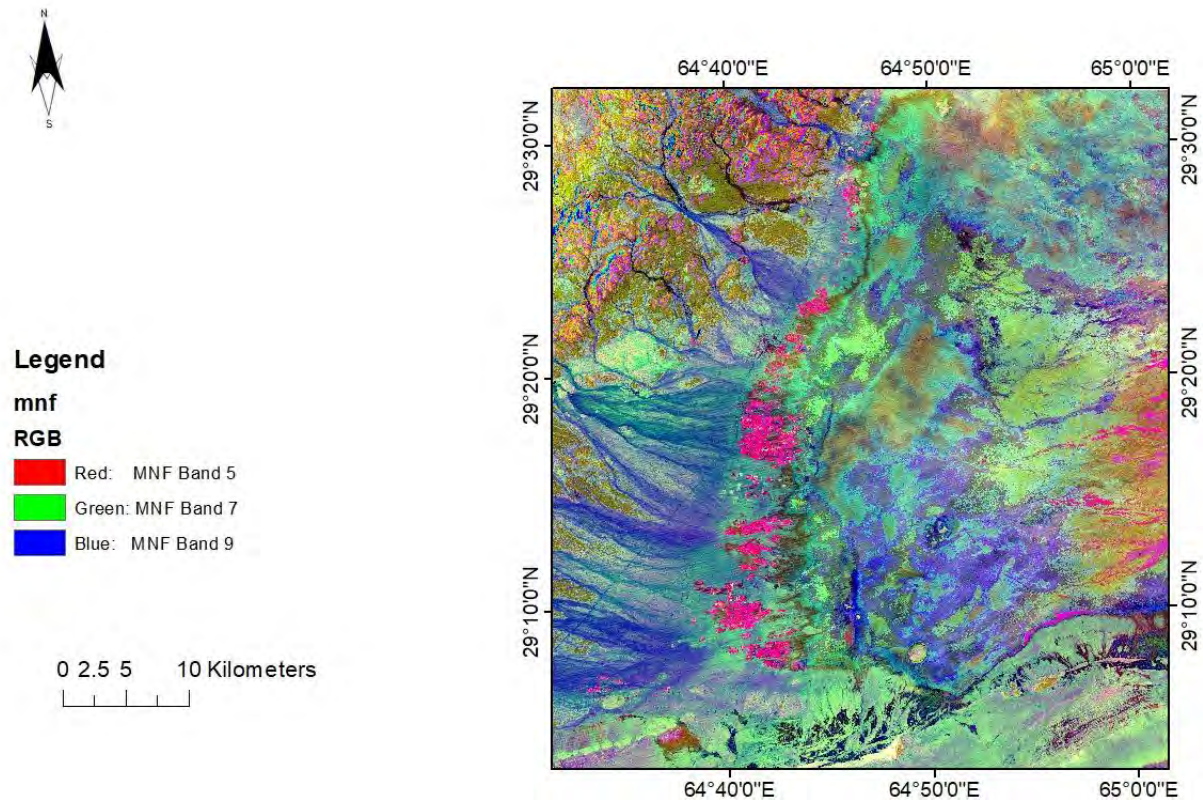 N
S
64°40'0"E 64°50'0"E 65°0'0"E
29°30'0"N 29°30'0"N
29°20'0"N 29°20'0"N
29°10'0"N 29°10'0"N
64°40'0"E 64°50'0"E 65°0'0"E
Legend
mnf
RGB
Red: MNF Band 5
Green: MNF Band 7
Blue: MNF Band 9
0 2.5 5 10 Kilometers